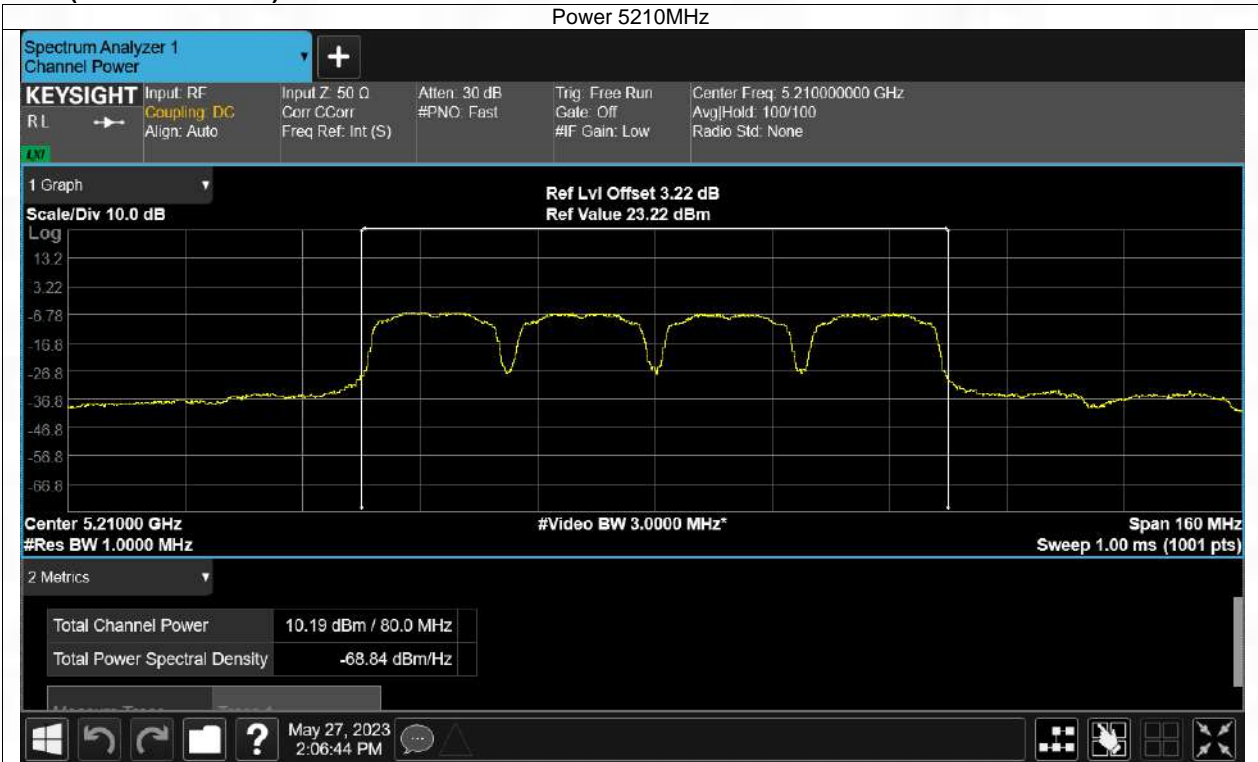 Power 5210MHz
Spectrum Analyzer 1
Channel Power
+
KEYSIGHT
Input: RF
Input Z: 50 Ω
Atten: 30 dB
Trig: Free Run
Center Freq: 5.210000000 GHz
RL
Coupling: DC
Corr CCorr
#PNO: Fast
Gate: Off
Avg|Hold: 100/100
Align: Auto
Freq Ref: Int (S)
#IF Gain: Low
Radio Std: None
LXI
1 Graph
Ref Lvl Offset 3.22 dB
Scale/Div 10.0 dB
Ref Value 23.22 dBm
Log
13.2
3.22
-6.78
-16.8
-26.8
-36.8
-46.8
-56.8
-66.8
Center 5.21000 GHz
#Video BW 3.0000 MHz*
Span 160 MHz
#Res BW 1.0000 MHz
Sweep 1.00 ms (1001 pts)
2 Metrics
Total Channel Power
10.19 dBm / 80.0 MHz
Total Power Spectral Density
-68.84 dBm/Hz
?
May 27, 2023
2:06:44 PM